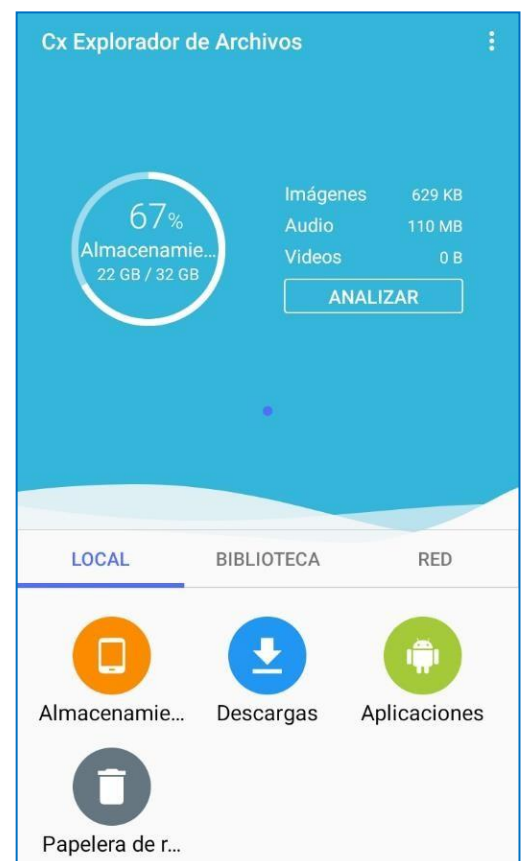 Cx Explorador de Archivos
67%
Almacenamie...
22 GB / 32 GB
Imágenes 629 KB
Audio 110 MB
Videos 0 B
ANALIZAR
LOCAL BIBLIOTECA RED
Almacenamie... Descargas Aplicaciones
Papelera de r...